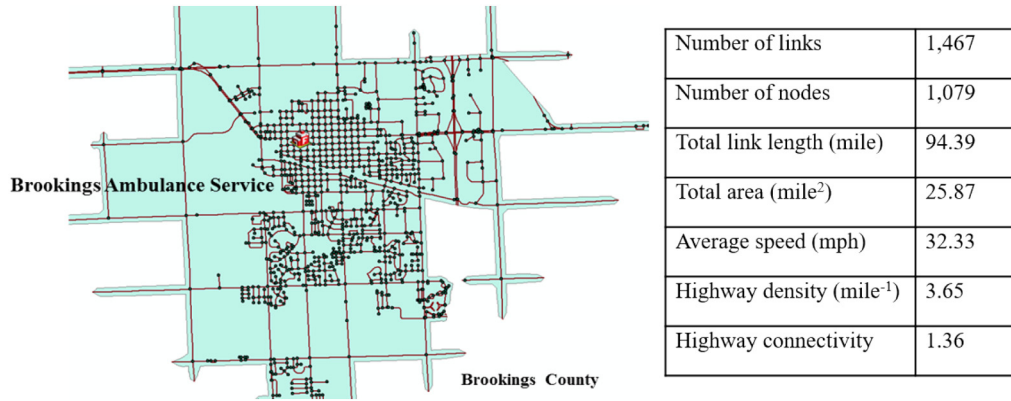 Brookings Ambulance Service
Brookings County
Number of links 1,467
Number of nodes 1,079
Total link length (mile) 94.39
Total area (mile²) 25.87
Average speed (mph) 32.33
Highway density (mile⁻¹) 3.65
Highway connectivity 1.36